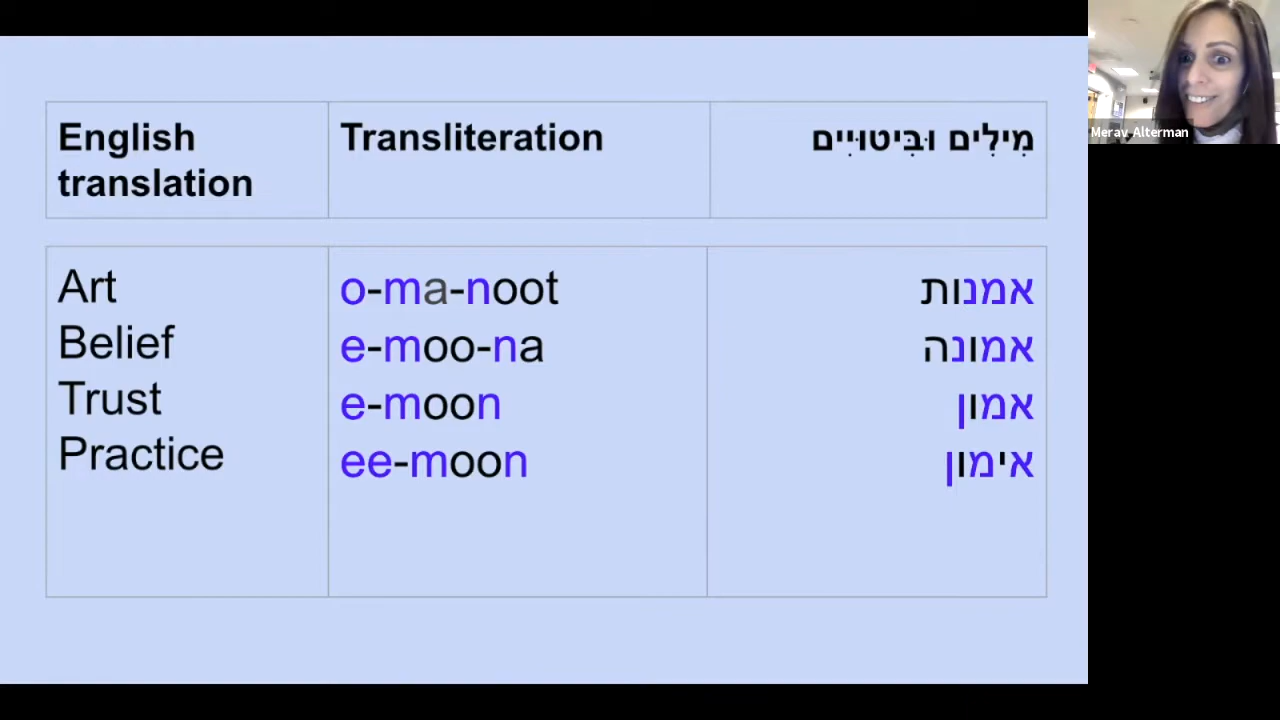 English
translation
Transliteration
מִילִים וּבִּיטוּיִים
Art
Belief
Trust
Practice
o-ma-noot
e-moo-na
e-moon
ee-moon
אמנות
אמונה
אמון
אימון
Merav Alterman